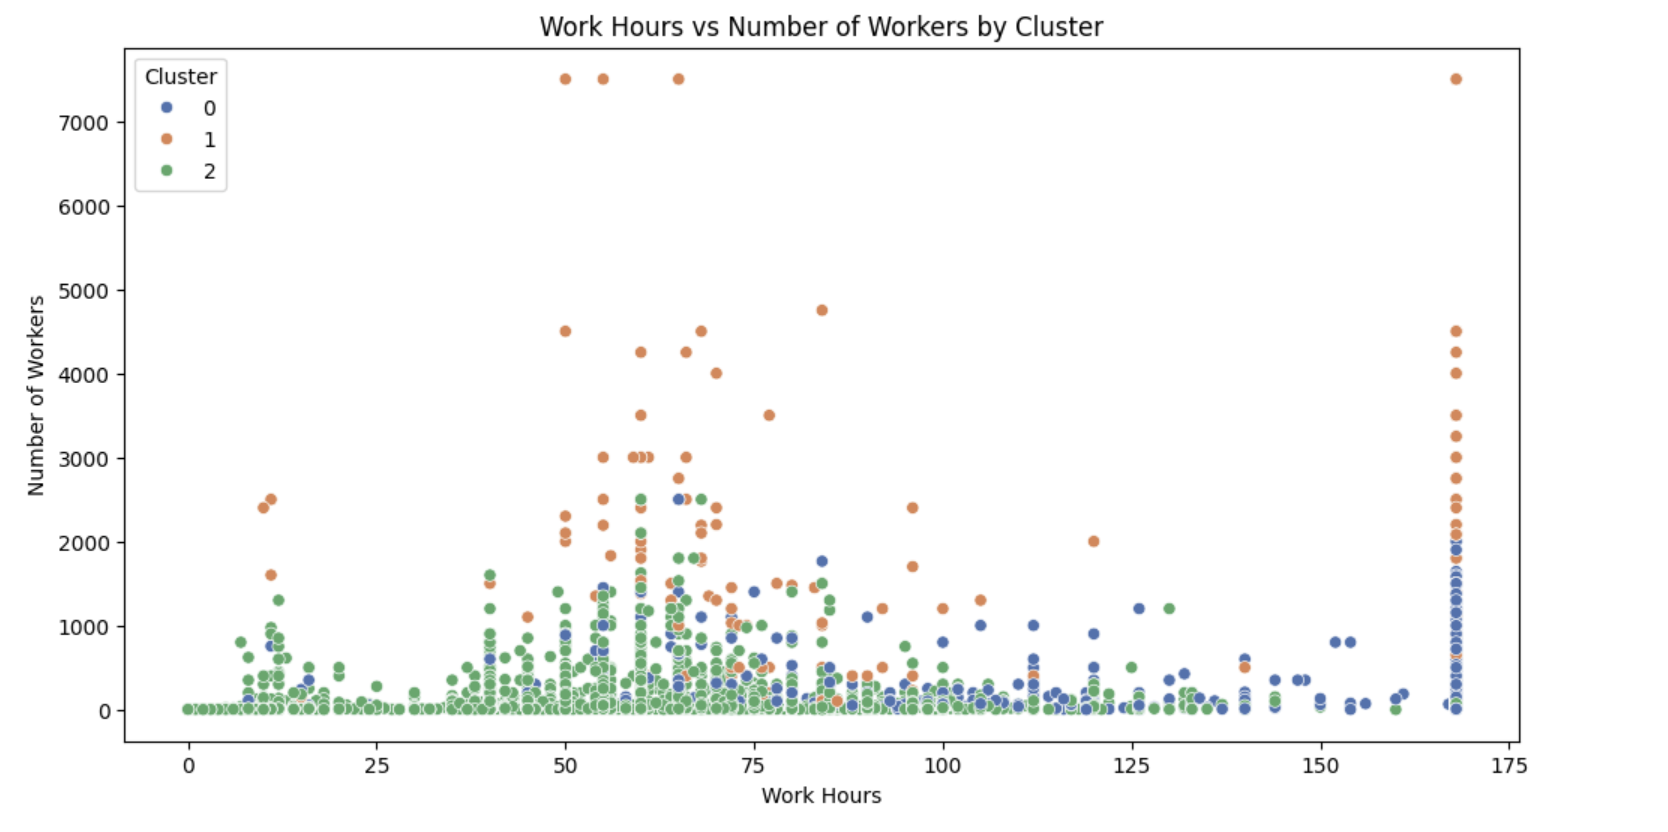 Work Hours vs Number of Workers by Cluster
Cluster
0
1
2
7000
6000
5000
4000
3000
2000
1000
0
Number of Workers
0 25 50 75 100 125 150 175
Work Hours